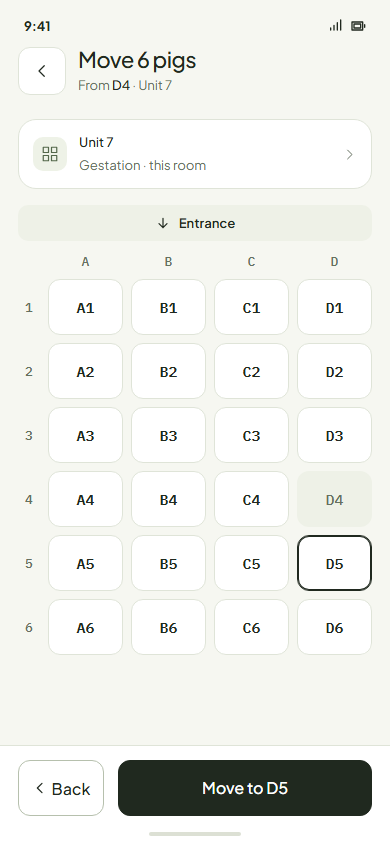 9:41
Move 6 pigs
From D4 · Unit 7
Unit 7
Gestation · this room
Entrance
A B C D
1 A1 B1 C1 D1
2 A2 B2 C2 D2
3 A3 B3 C3 D3
4 A4 B4 C4 D4
5 A5 B5 C5 D5
6 A6 B6 C6 D6
Back Move to D5